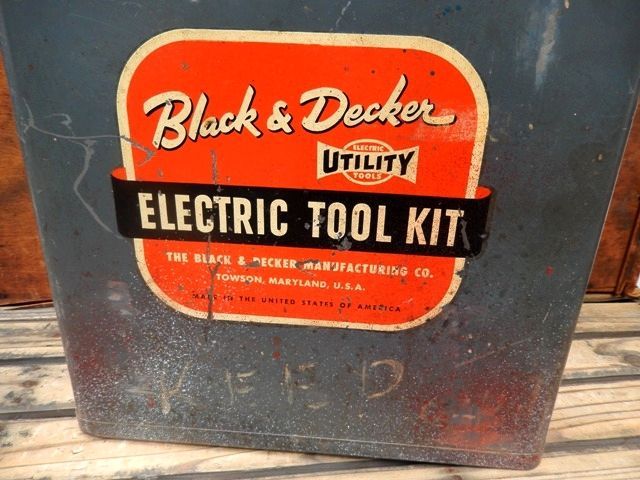 Black & Decker
ELECTRIC
UTILITY
TOOLS
ELECTRIC TOOL KIT
THE BLACK & DECKER MANUFACTURING CO.
TOWSON, MARYLAND, U.S.A.
MADE IN THE UNITED STATES OF AMERICA